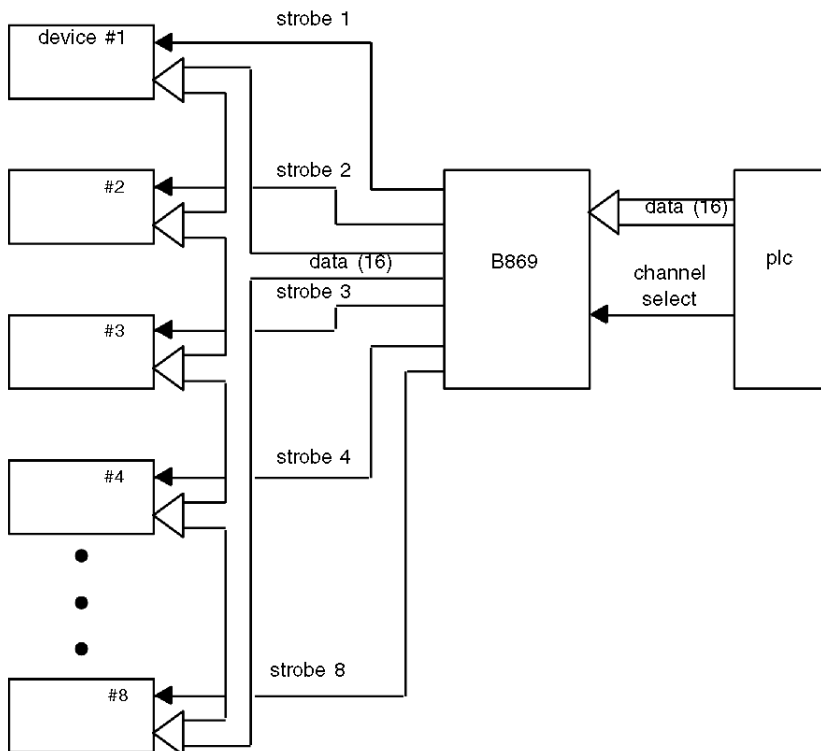 strobe 1
device #1
strobe 2
#2
data (16)
B869
plc
data (16)
channel
select
strobe 3
#3
strobe 4
#4
strobe 8
#8